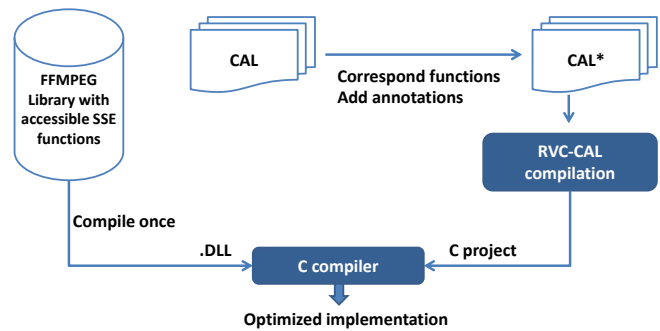 FFMPEG
Library with
accessible SSE
functions
CAL
Correspond functions
Add annotations
CAL*
RVC-CAL
compilation
Compile once
.DLL
C compiler
C project
Optimized implementation